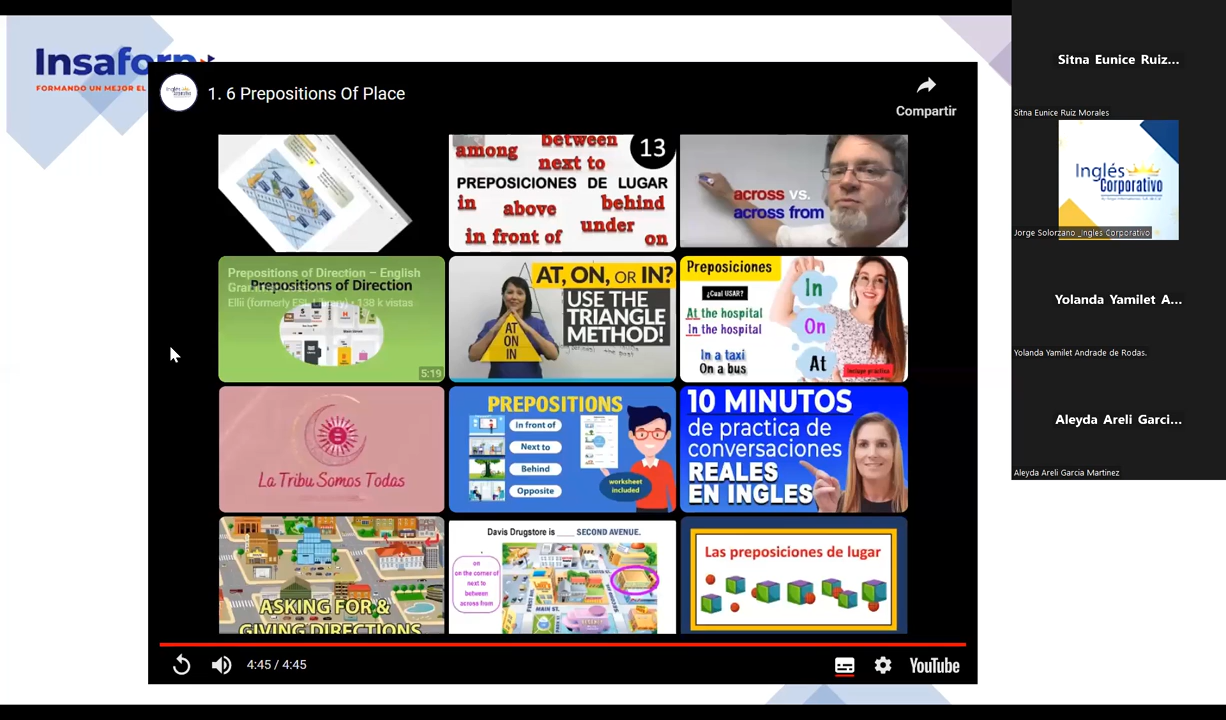 Insaforp
FORMANDO UN MEJOR EL
1. 6 Prepositions Of Place
Compartir
among
between
next to
13
PREPOSICIONES DE LUGAR
in
above
behind
in front of
under
on
across vs.
across from
Prepositions of Direction – English
Prepositions of Direction
Ellii (formerly ESL Library) • 138 k vistas
5:19
AT, ON, OR IN?
USE THE
TRIANGLE
METHOD!
AT
ON
IN
Preposiciones
¿Cuál USAR?
At the hospital
In the hospital
In a taxi
On a bus
In
On
At
incluye práctica
La Tribu Somos Todas
PREPOSITIONS
In front of
Next to
Behind
Opposite
worksheet
included
10 MINUTOS
de practica de
conversaciones
REALES
EN INGLES
ASKING FOR &
GIVING DIRECTIONS
Davis Drugstore is ____ SECOND AVENUE.
on
on the corner of
next to
between
across from
MAIN ST.
Las preposiciones de lugar
4:45 / 4:45
YouTube
Sitna Eunice Ruiz...
Sitna Eunice Ruiz Morales
Inglés
Corporativo
Jorge Solorzano _Ingles Corporativo
Yolanda Yamilet A...
Yolanda Yamilet Andrade de Rodas.
Aleyda Areli Garci...
Aleyda Areli Garcia Martinez